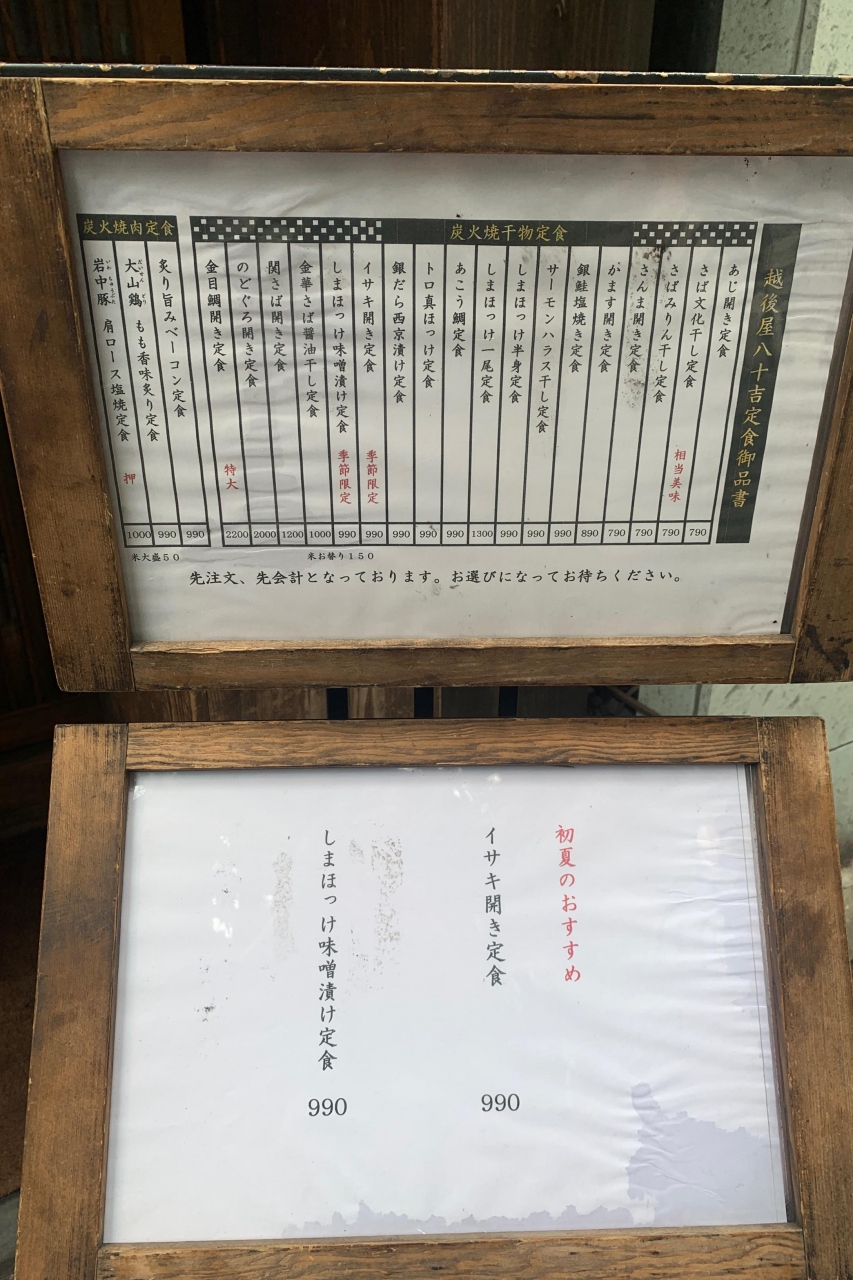 越後屋八十吉定食御品書
炭火焼干物定食
あじ開き定食 790
さば文化干し定食 相当美味 790
さばみりん干し定食 790
さんま開き定食 790
かます開き定食 890
銀鮭塩焼き定食 990
サーモンハラス干し定食 990
しまほっけ半身定食 990
しまほっけ一尾定食 1300
あこう鯛定食 990
トロ真ほっけ定食 990
銀だら西京漬け定食 990
イサキ開き定食 季節限定 990
しまほっけ味噌漬け定食 季節限定 990
金華さば醤油干し定食 1000
関さば開き定食 1200
のどぐろ開き定食 2000
金目鯛開き定食 特大 2200
炭火焼肉定食
炙り旨みベーコン定食 990
大山鶏 もも香味炙り定食 990
だいせん どり
岩中豚 肩ロース塩焼定食 押 1000
いわ ちゅうぶた
米大盛50
米お替り150
先注文、先会計となっております。お選びになってお待ちください。
初夏のおすすめ
イサキ開き定食 990
しまほっけ味噌漬け定食 990